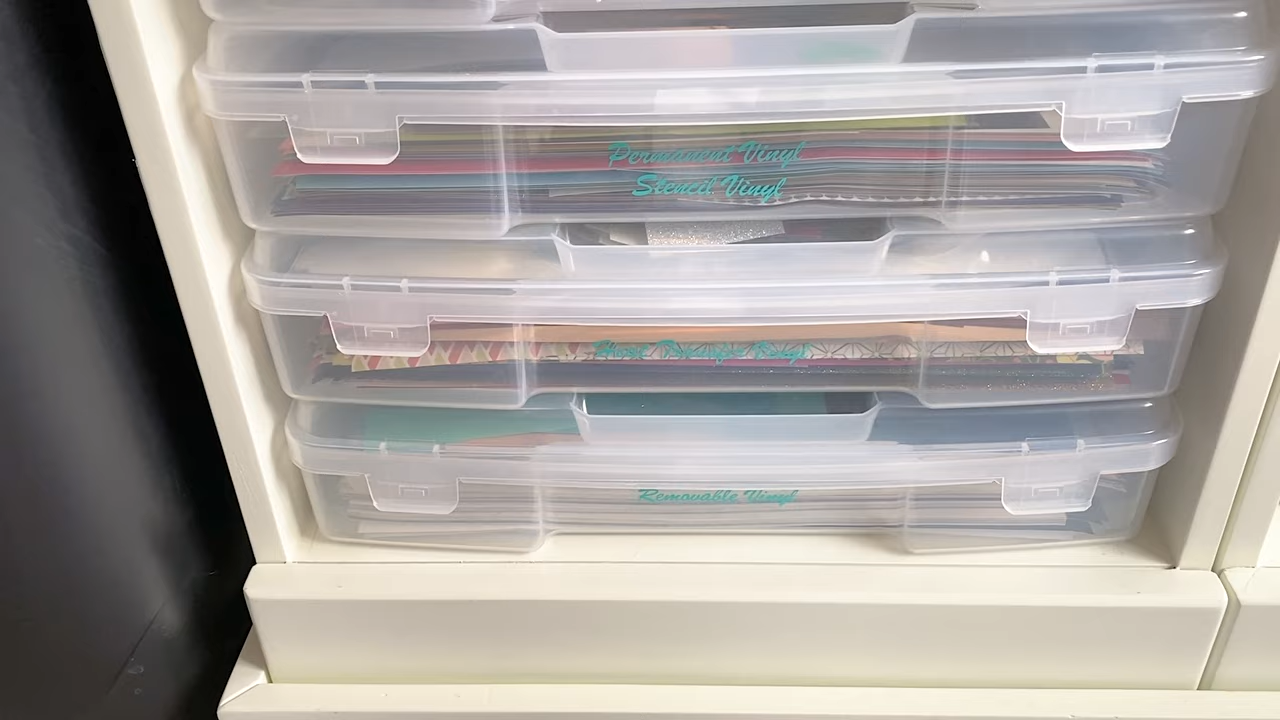 Permanent Vinyl
Stencil Vinyl
Heat Transfer Vinyl
Removable Vinyl